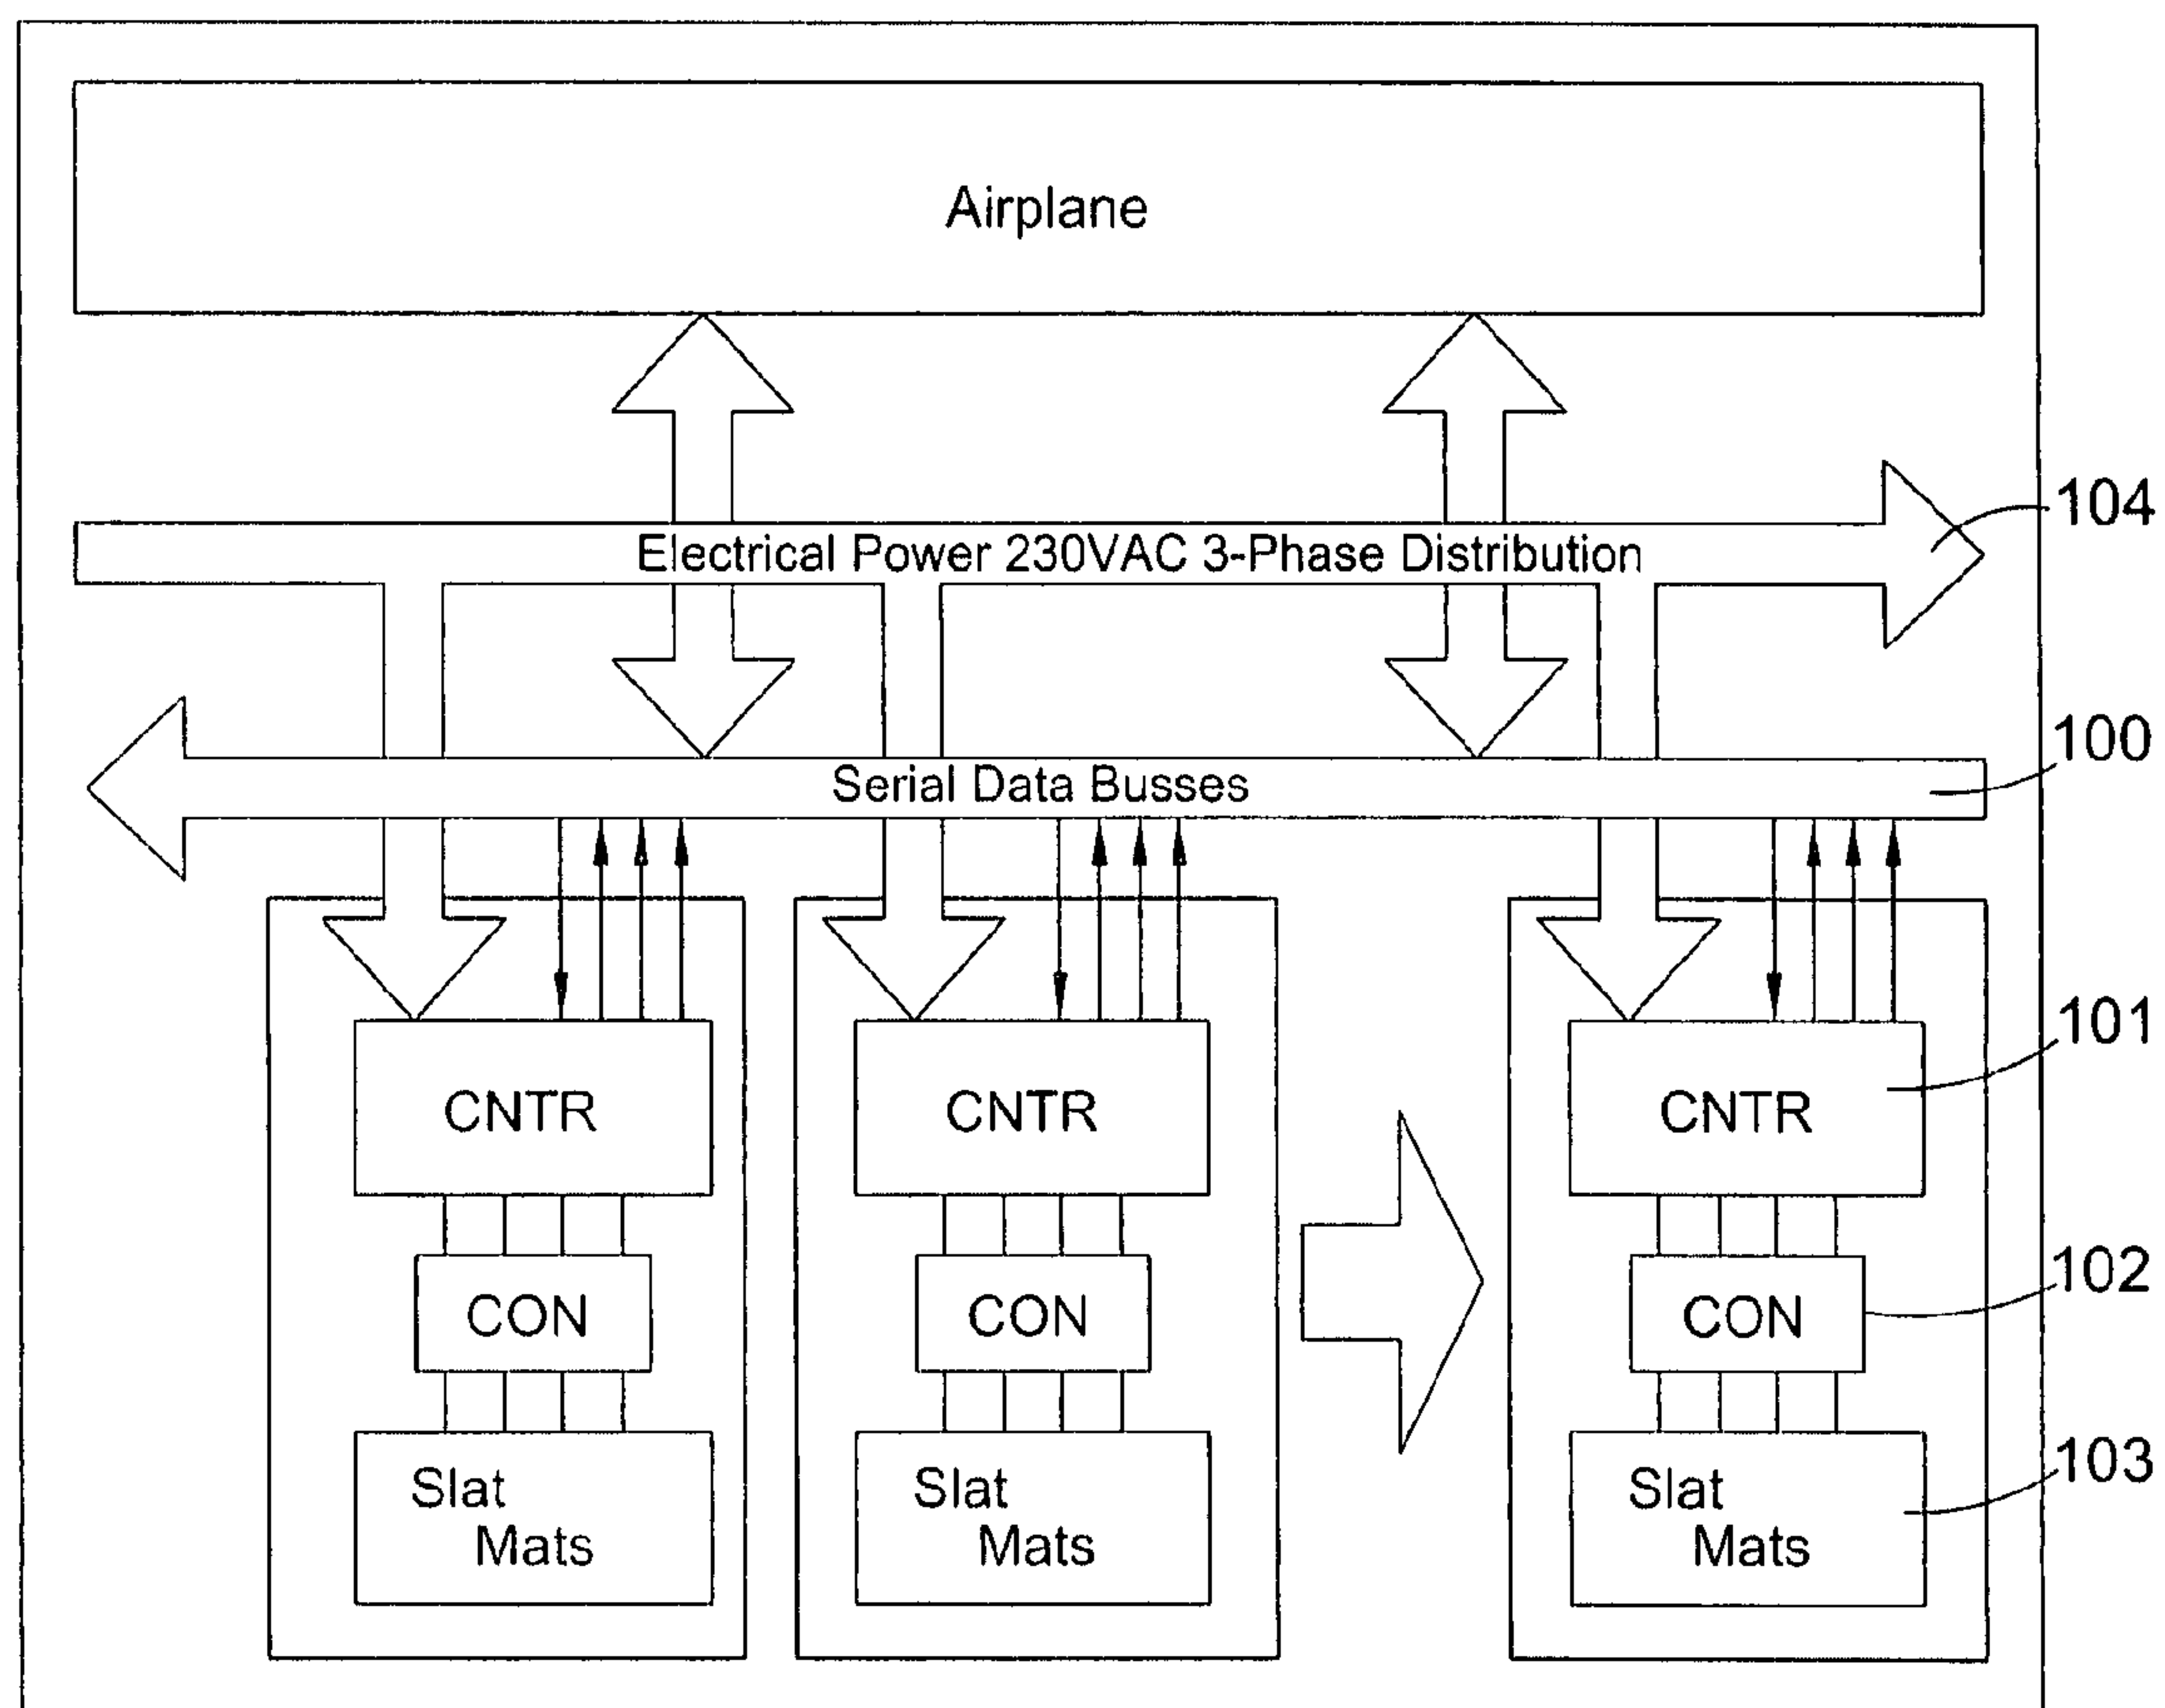 Airplane
104
Electrical Power 230VAC 3-Phase Distribution
100
Serial Data Busses
101
CNTR
CNTR
CNTR
102
CON
CON
CON
103
Slat
Mats
Slat
Mats
Slat
Mats